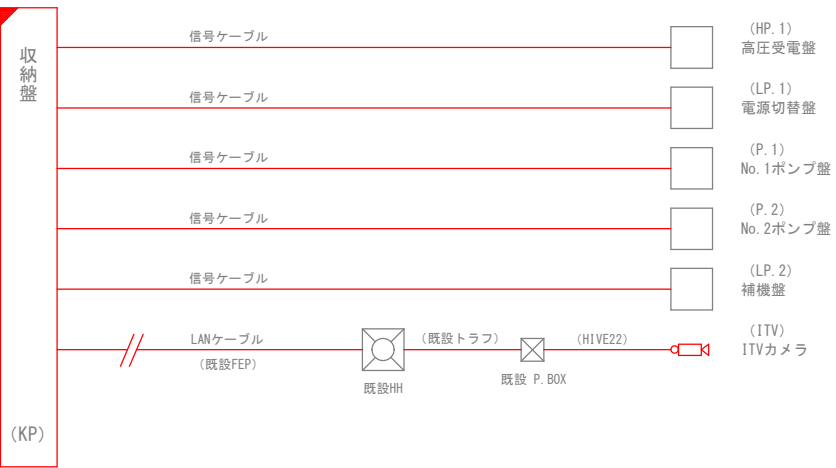 収納盤
(KP)
信号ケーブル
(HP.1)
高圧受電盤
信号ケーブル
(LP.1)
電源切替盤
信号ケーブル
(P.1)
No.1ポンプ盤
信号ケーブル
(P.2)
No.2ポンプ盤
信号ケーブル
(LP.2)
補機盤
LANケーブル
(既設FEP)
既設HH
(既設トラフ)
既設 P.BOX
(HIVE22)
(ITV)
ITVカメラ